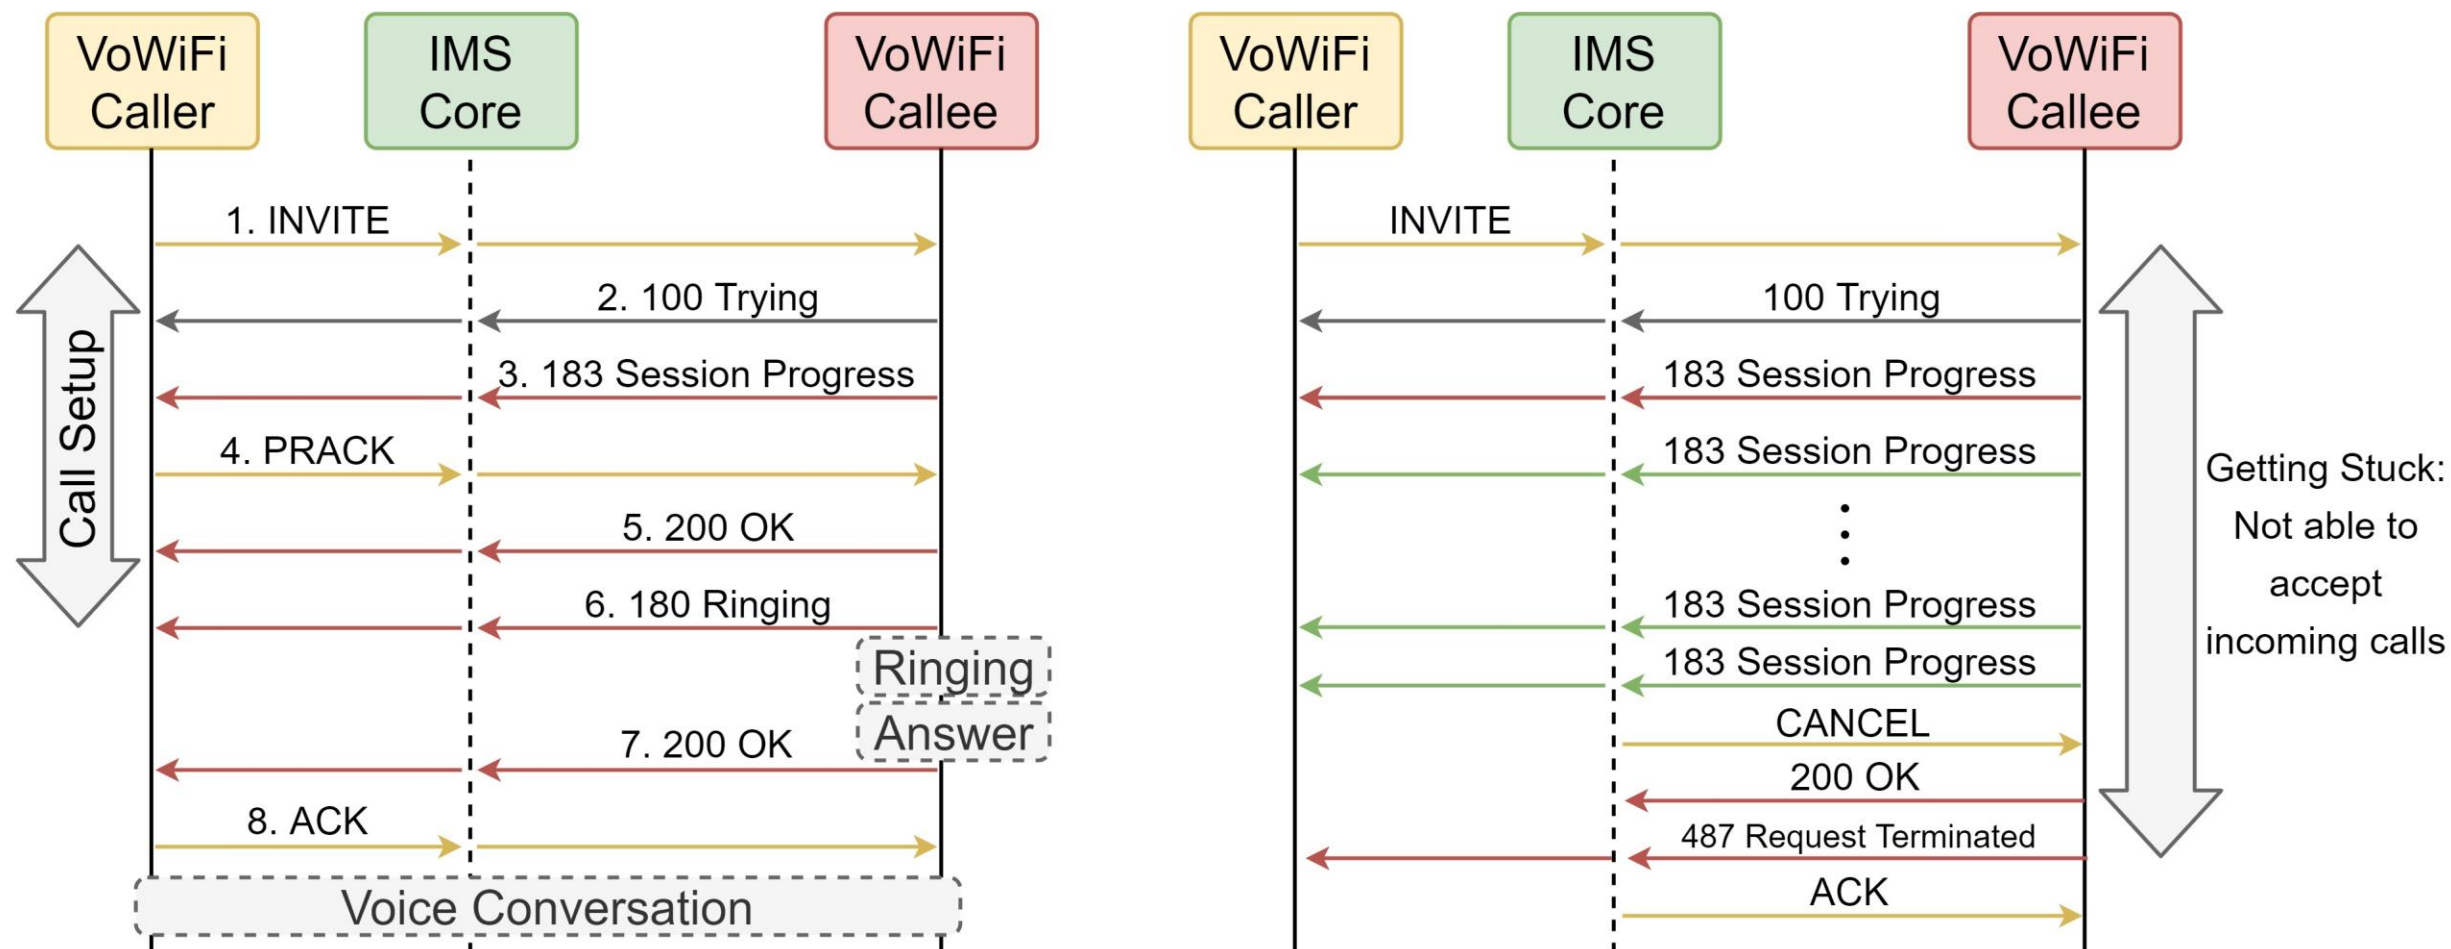 VoWiFi
Caller
IMS
Core
VoWiFi
Callee
1. INVITE
2. 100 Trying
3. 183 Session Progress
4. PRACK
5. 200 OK
6. 180 Ringing
Ringing
Answer
7. 200 OK
8. ACK
Voice Conversation
Call Setup
VoWiFi
Caller
IMS
Core
VoWiFi
Callee
INVITE
100 Trying
183 Session Progress
183 Session Progress
183 Session Progress
183 Session Progress
CANCEL
200 OK
487 Request Terminated
ACK
Getting Stuck:
Not able to
accept
incoming calls